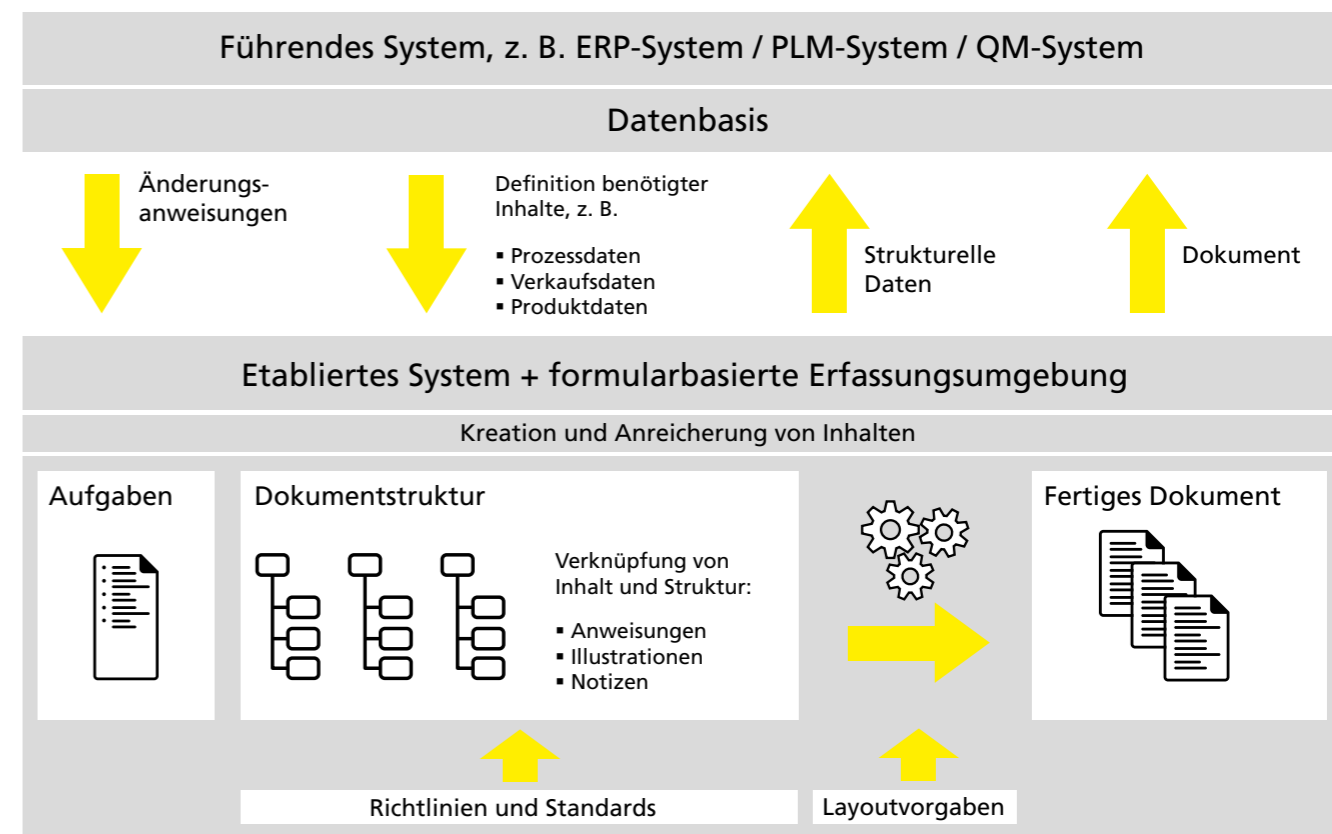 Führendes System, z. B. ERP-System / PLM-System / QM-System
Datenbasis
Änderungs-
anweisungen
Definition benötigter
Inhalte, z. B.
▪ Prozessdaten
▪ Verkaufsdaten
▪ Produktdaten
Strukturelle
Daten
Dokument
Etabliertes System + formularbasierte Erfassungsumgebung
Kreation und Anreicherung von Inhalten
Aufgaben
Dokumentstruktur
Verknüpfung von
Inhalt und Struktur:
▪ Anweisungen
▪ Illustrationen
▪ Notizen
Fertiges Dokument
Richtlinien und Standards
Layoutvorgaben